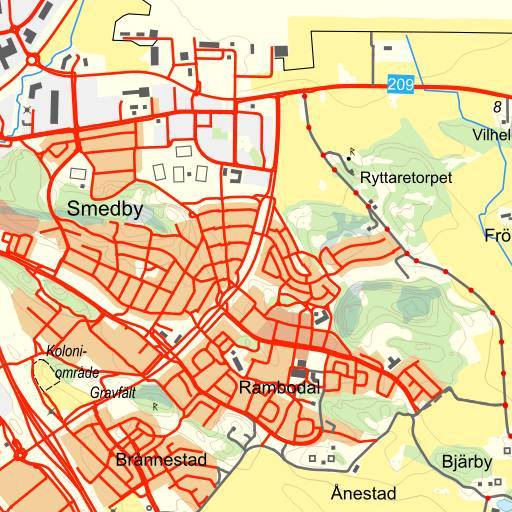 209
8
Vilhel
Ryttaretorpet
Smedby
Frö
Koloni-
område
Gravfält
Rambodal
Brännestad
Bjärby
Ånestad